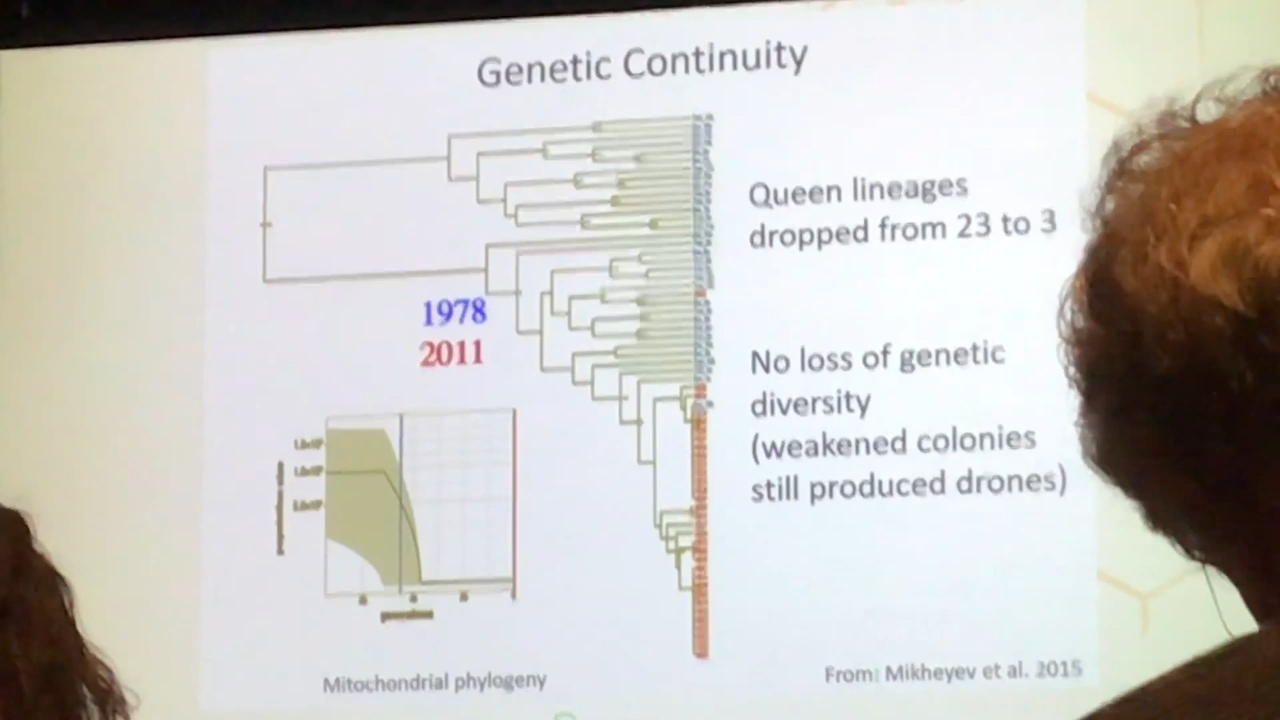 Genetic Continuity
Queen lineages
dropped from 23 to 3
1978
2011
No loss of genetic
diversity
(weakened colonies
still produced drones)
Mitochondrial phylogeny
From: Mikheyev et al. 2015